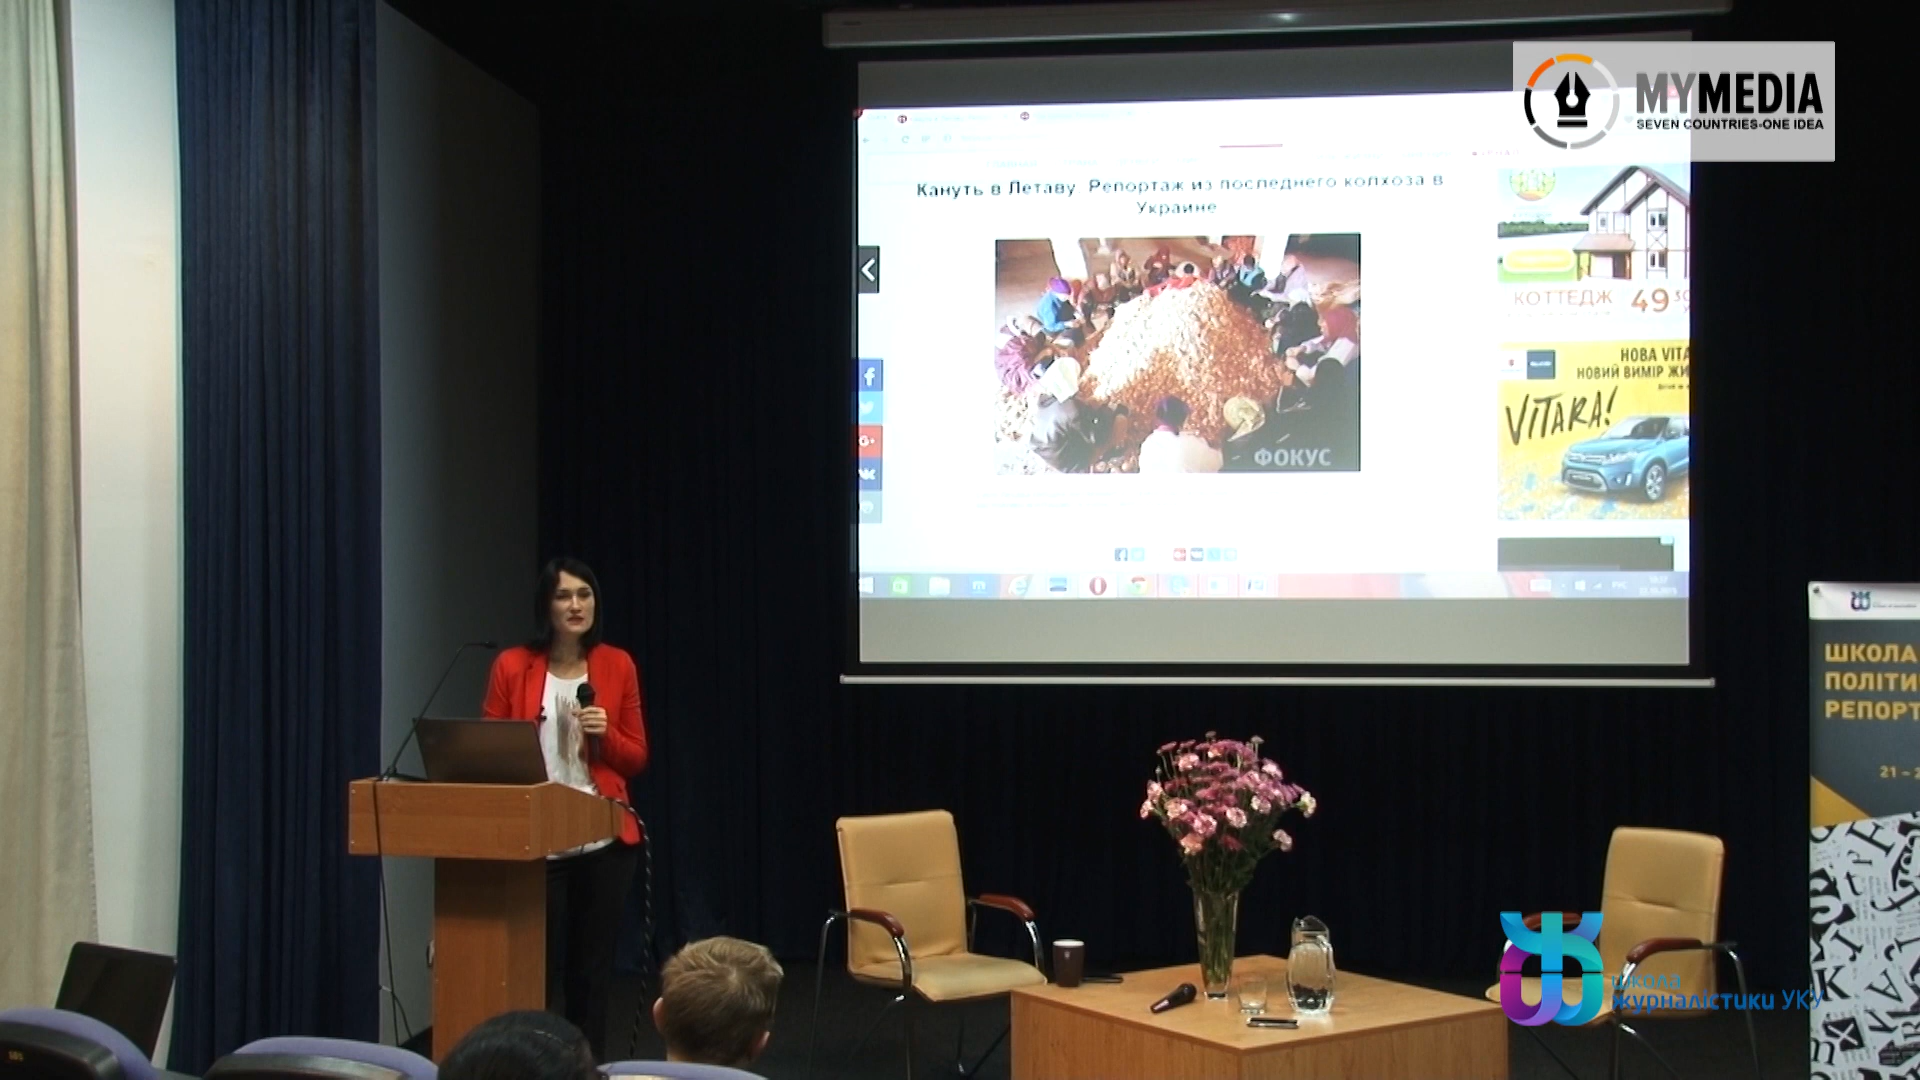 MYMEDIA
SEVEN COUNTRIES-ONE IDEA
Кануть в Летаву. Репортаж из последнего колхоза в
Украине
ФОКУС
КОТТЕДЖ 49
НОВА VITA
НОВИЙ ВИМІР ЖИ
VITARA!
РУС
ШКОЛА
ПОЛІТИ
РЕПОРТ
21 –
школа
журналістики УКУ